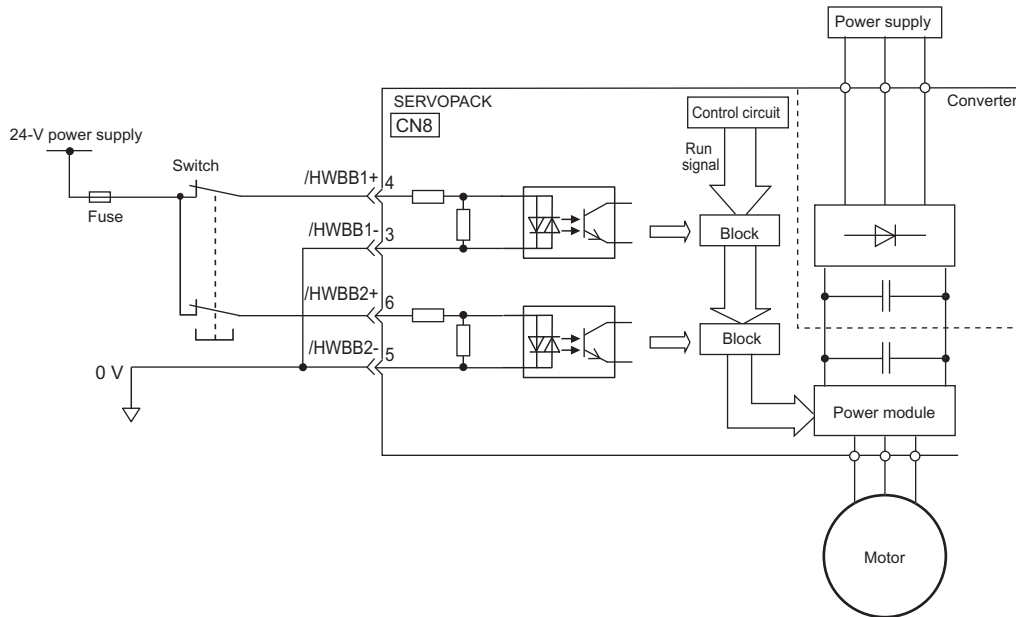 Power supply
Converter
SERVOPACK
CN8
Control circuit
24-V power supply
Run
signal
Switch
/HWBB1+
4
Fuse
/HWBB1-
3
Block
/HWBB2+
6
/HWBB2-
5
Block
0 V
Power module
Motor